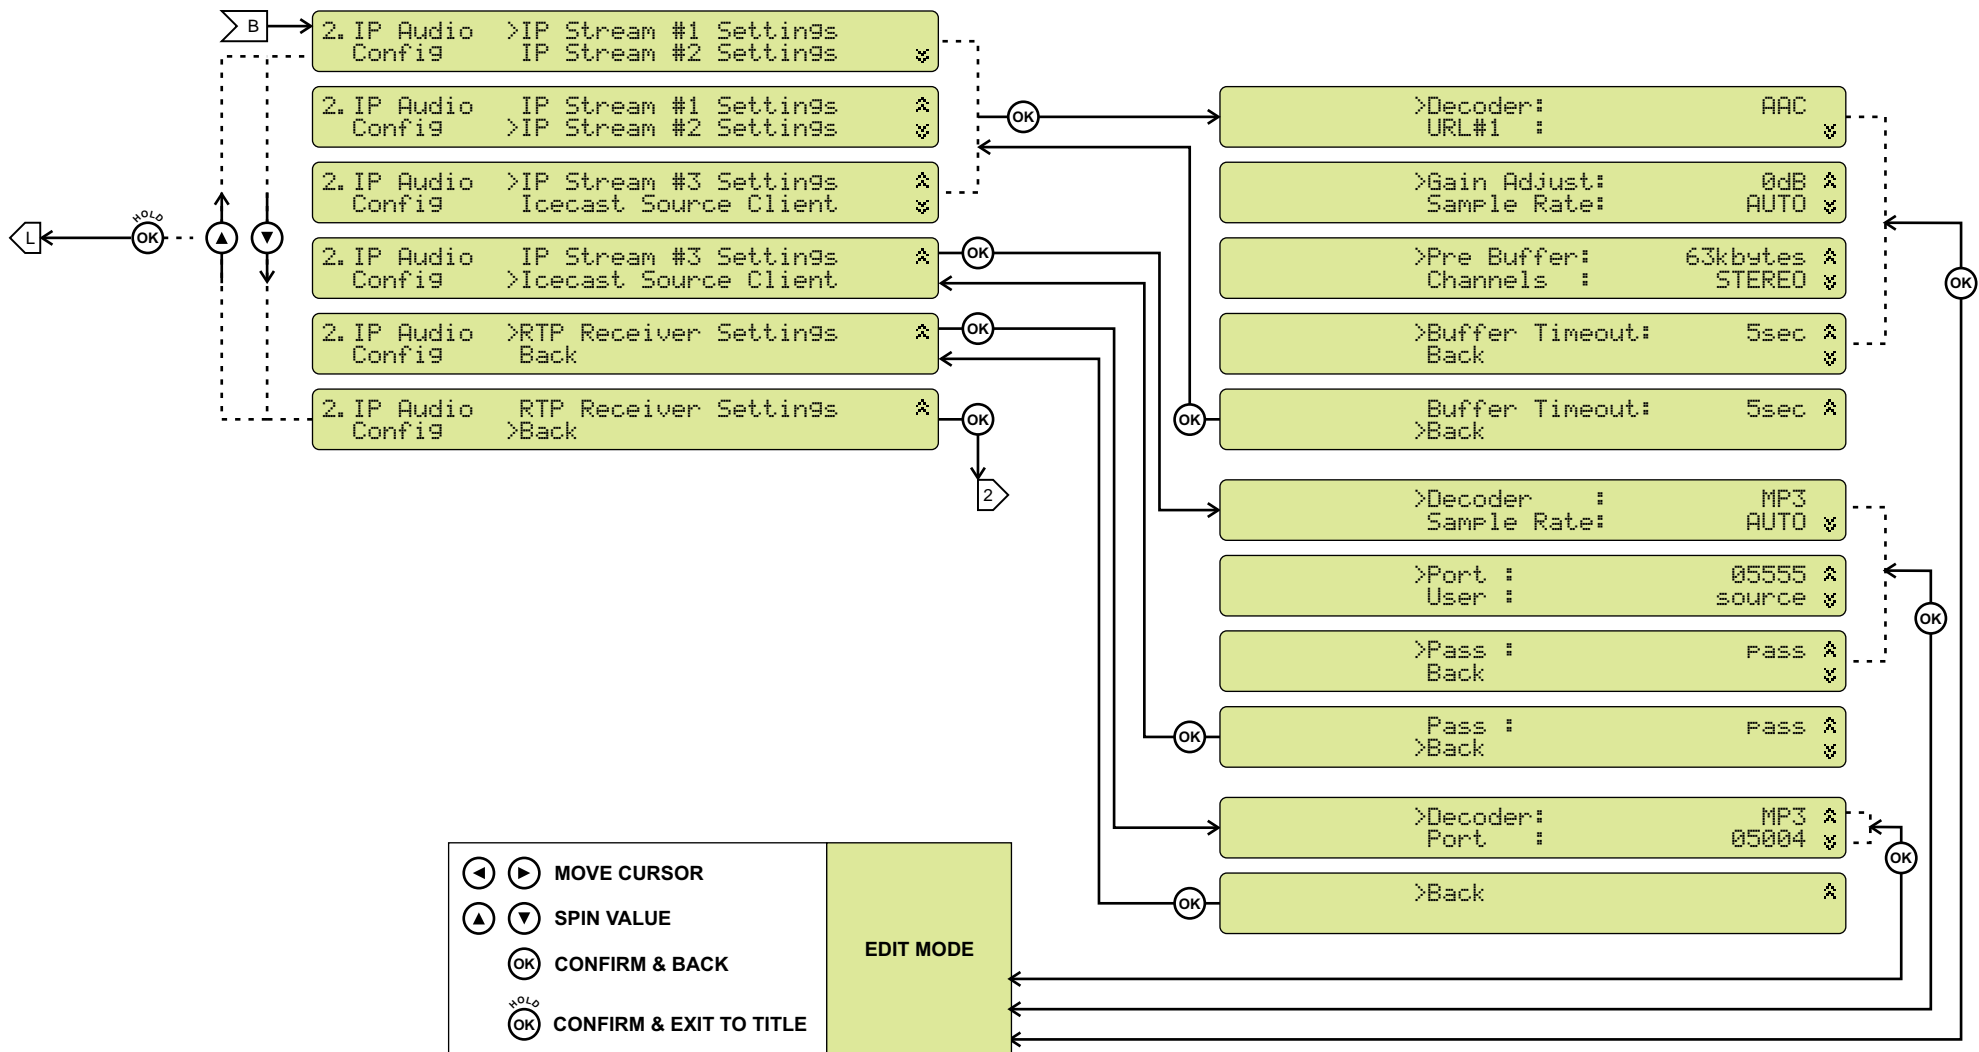 B
2. IP Audio >IP Stream #1 Settings
Config IP Stream #2 Settings
2. IP Audio IP Stream #1 Settings
Config >IP Stream #2 Settings
2. IP Audio >IP Stream #3 Settings
Config Icecast Source Client
2. IP Audio IP Stream #3 Settings
Config >Icecast Source Client
2. IP Audio >RTP Receiver Settings
Config Back
2. IP Audio RTP Receiver Settings
Config >Back
L
HOLD
OK
OK
OK
OK
OK
2
>Decoder: AAC
URL#1 :
>Gain Adjust: 0dB
Sample Rate: AUTO
>Pre Buffer: 63kbytes
Channels : STEREO
>Buffer Timeout: 5sec
Back
Buffer Timeout: 5sec
>Back
OK
OK
>Decoder : MP3
Sample Rate: AUTO
>Port : 05555
User : source
>Pass : pass
Back
Pass : pass
>Back
OK
OK
>Decoder: MP3
Port : 05004
>Back
OK
OK
MOVE CURSOR
SPIN VALUE
OK CONFIRM & BACK
HOLD
OK CONFIRM & EXIT TO TITLE
EDIT MODE